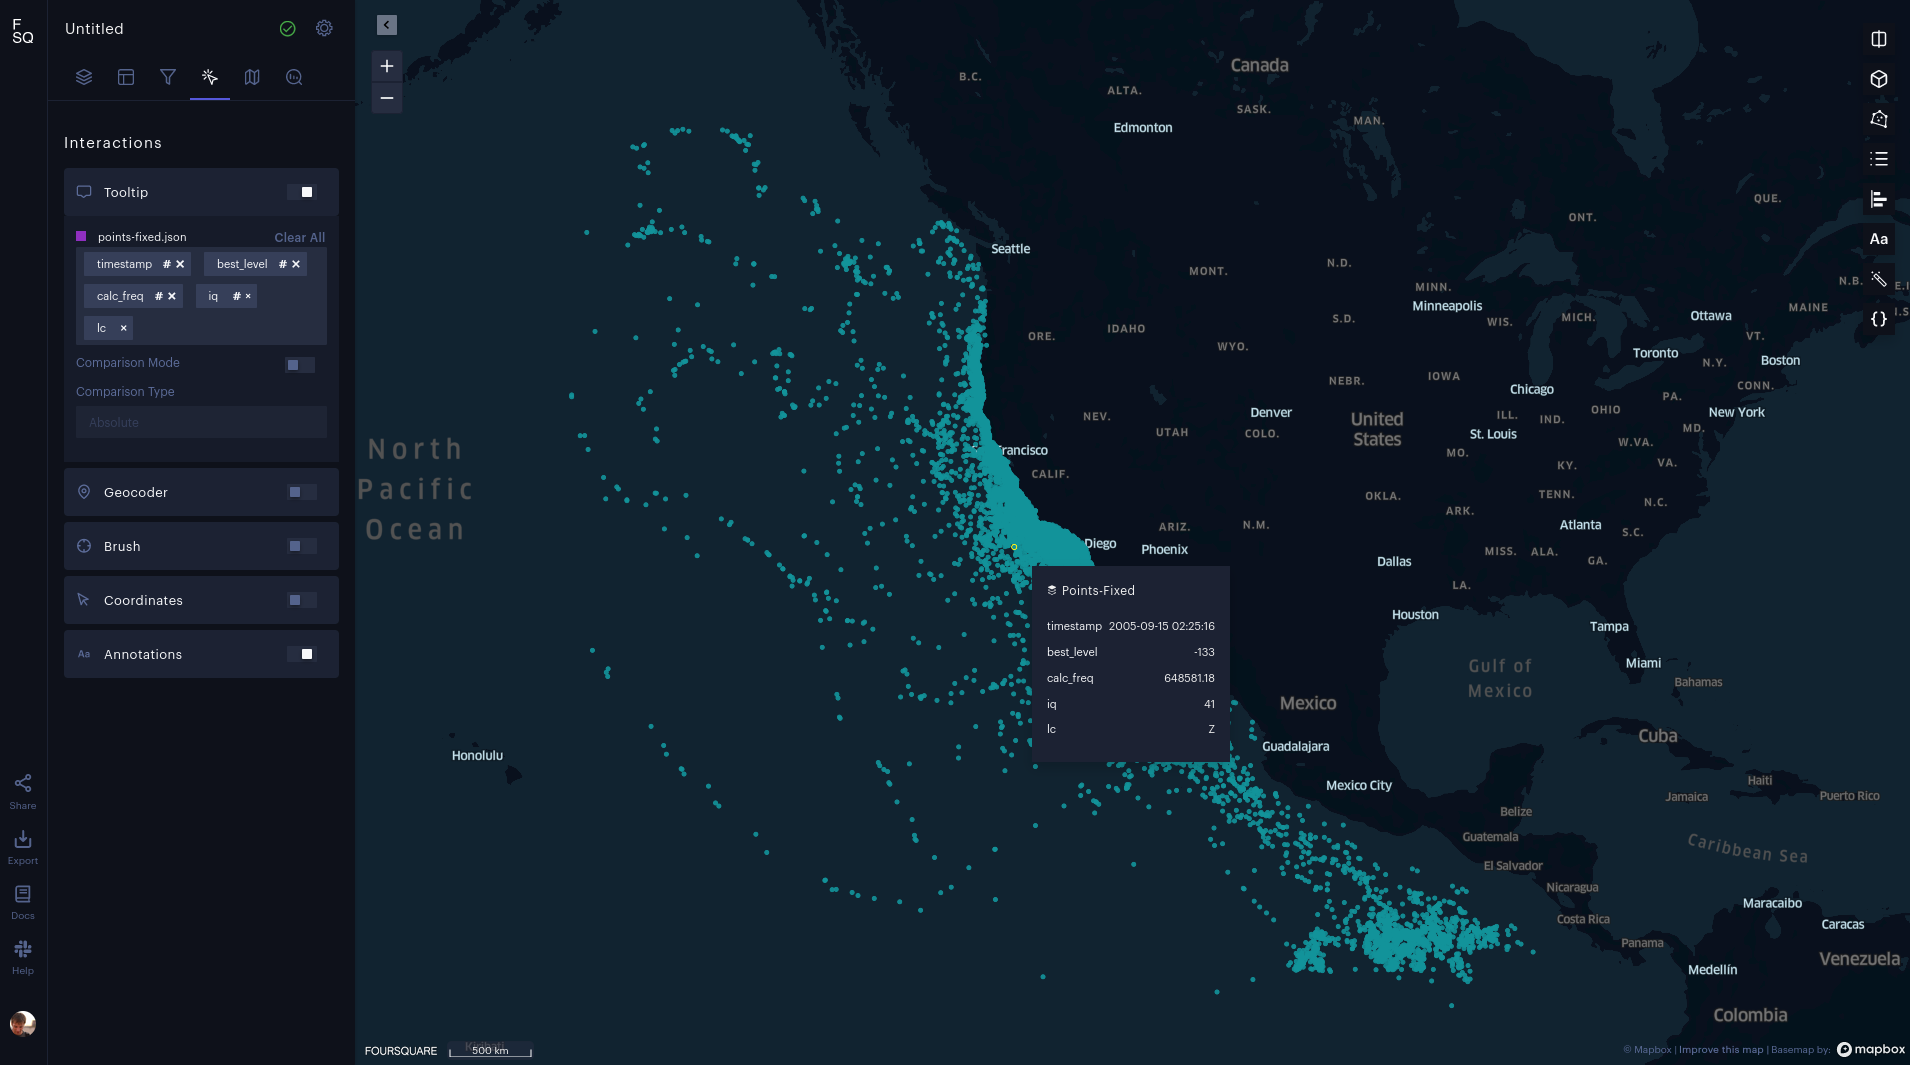 F
SQ
Untitled
Interactions
Tooltip
points-fixed.json
Clear All
timestamp #
best_level #
calc_freq #
iq #
lc
Comparison Mode
Comparison Type
Absolute
Geocoder
Brush
Coordinates
Aa Annotations
Share
Export
Docs
Help
Canada
B.C.
ALTA.
SASK.
MAN.
Edmonton
QUE.
ONT.
Aa
Seattle
MONT.
N.D.
MINN.
N.B.
Minneapolis
MAINE
S.D.
WIS.
MICH.
Ottawa
ORE.
IDAHO
WYO.
VT.
Toronto
N.Y.
Boston
NEBR.
IOWA
Chicago
CONN.
PA.
NEV.
Denver
United
States
ILL.
IND.
OHIO
New York
UTAH
COLO.
St. Louis
MD.
W.VA.
North
Pacific
Ocean
Francisco
MO.
KY.
VA.
CALIF.
OKLA.
ARK.
TENN.
N.C.
ARIZ.
N.M.
Atlanta
S.C.
Diego
Phoenix
MISS.
ALA.
GA.
Dallas
LA.
Houston
Tampa
Points-Fixed
timestamp 2005-09-15 02:25:16
best_level -133
calc_freq 648581.18
iq 41
lc Z
Gulf of
Mexico
Miami
Bahamas
Mexico
Cuba
Honolulu
Guadalajara
Mexico City
Haiti
Jamaica
Puerto Rico
Belize
Guatemala
Caribbean Sea
El Salvador
Nicaragua
Maracaibo
Costa Rica
Caracas
Panama
Medellín
Venezuela
Colombia
FOURSQUARE
Kiribati
500 km
© Mapbox | Improve this map | Basemap by: mapbox